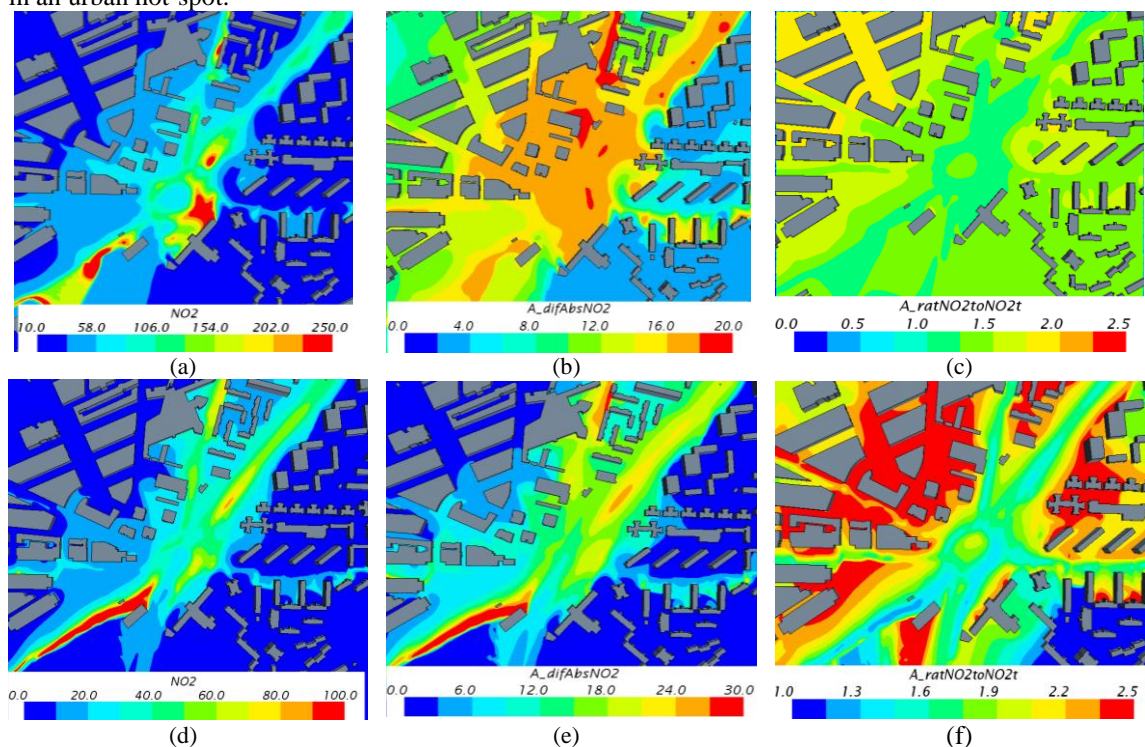 in an urban hot-spot.
NO2
10.0 58.0 106.0 154.0 202.0 250.0
A_difAbsNO2
0.0 4.0 8.0 12.0 16.0 20.0
A_ratNO2toNO2t
0.0 0.5 1.0 1.5 2.0 2.5
(a) (b) (c)
NO2
0.0 20.0 40.0 60.0 80.0 100.0
A_difAbsNO2
0.0 6.0 12.0 18.0 24.0 30.0
A_ratNO2toNO2t
1.0 1.3 1.6 1.9 2.2 2.5
(d) (e) (f)